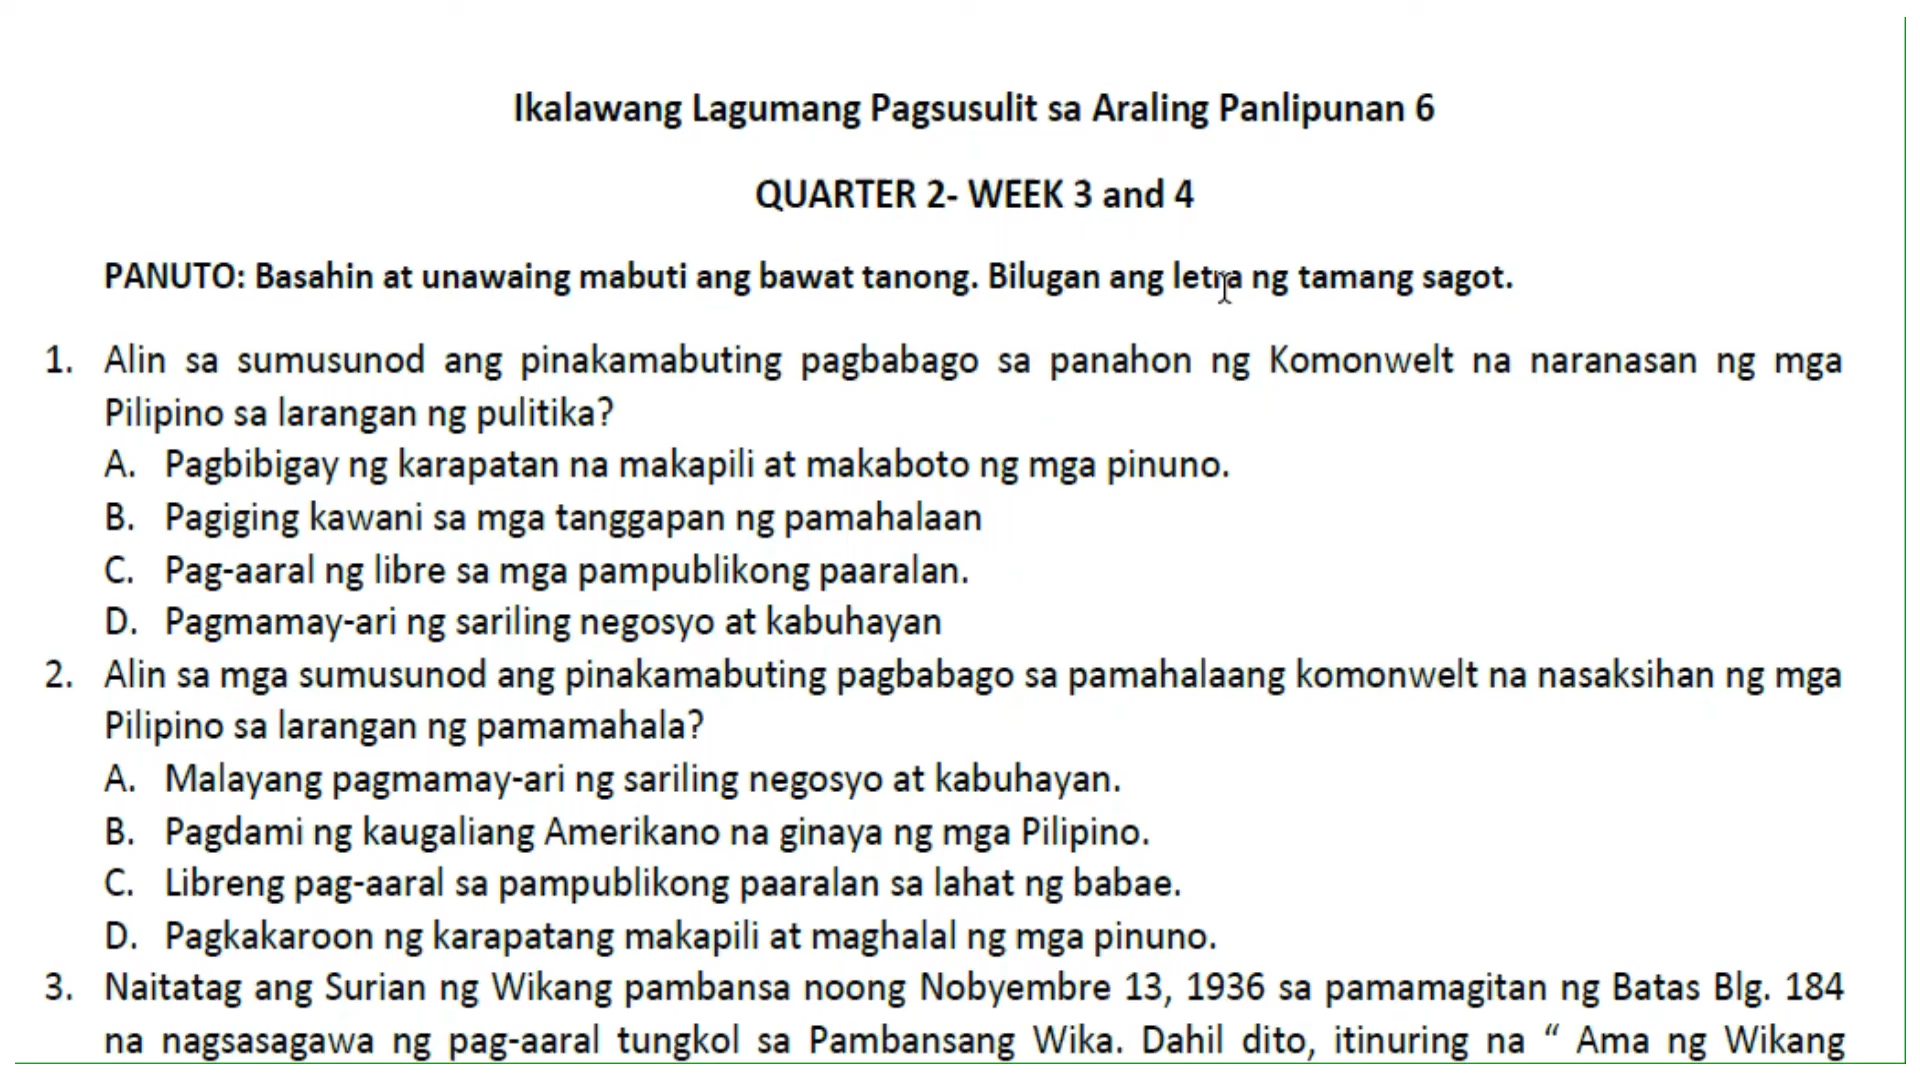 Ikalawang Lagumang Pagsusulit sa Araling Panlipunan 6
QUARTER 2- WEEK 3 and 4
PANUTO: Basahin at unawaing mabuti ang bawat tanong. Bilugan ang letra ng tamang sagot.
1. Alin sa sumusunod ang pinakamabuting pagbabago sa panahon ng Komonwelt na naranasan ng mga
Pilipino sa larangan ng pulitika?
A. Pagbibigay ng karapatan na makapili at makaboto ng mga pinuno.
B. Pagiging kawani sa mga tanggapan ng pamahalaan
C. Pag-aaral ng libre sa mga pampublikong paaralan.
D. Pagmamay-ari ng sariling negosyo at kabuhayan
2. Alin sa mga sumusunod ang pinakamabuting pagbabago sa pamahalaang komonwelt na nasaksihan ng mga
Pilipino sa larangan ng pamamahala?
A. Malayang pagmamay-ari ng sariling negosyo at kabuhayan.
B. Pagdami ng kaugaliang Amerikano na ginaya ng mga Pilipino.
C. Libreng pag-aaral sa pampublikong paaralan sa lahat ng babae.
D. Pagkakaroon ng karapatang makapili at maghalal ng mga pinuno.
3. Naitatag ang Surian ng Wikang pambansa noong Nobyembre 13, 1936 sa pamamagitan ng Batas Blg. 184
na nagsasagawa ng pag-aaral tungkol sa Pambansang Wika. Dahil dito, itinuring na “ Ama ng Wikang